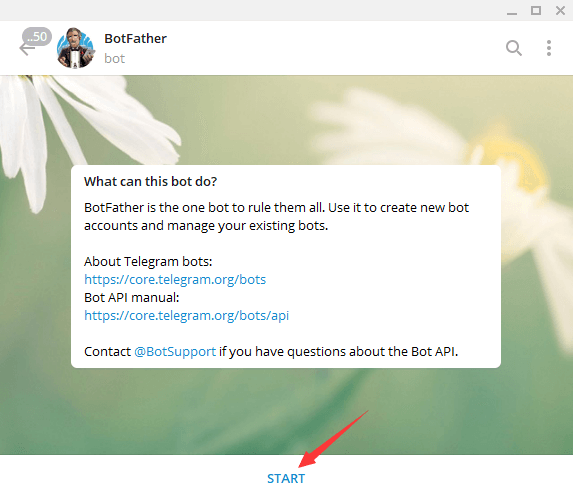 ..50
BotFather
bot
What can this bot do?
BotFather is the one bot to rule them all. Use it to create new bot
accounts and manage your existing bots.
About Telegram bots:
https://core.telegram.org/bots
Bot API manual:
https://core.telegram.org/bots/api
Contact @BotSupport if you have questions about the Bot API.
START